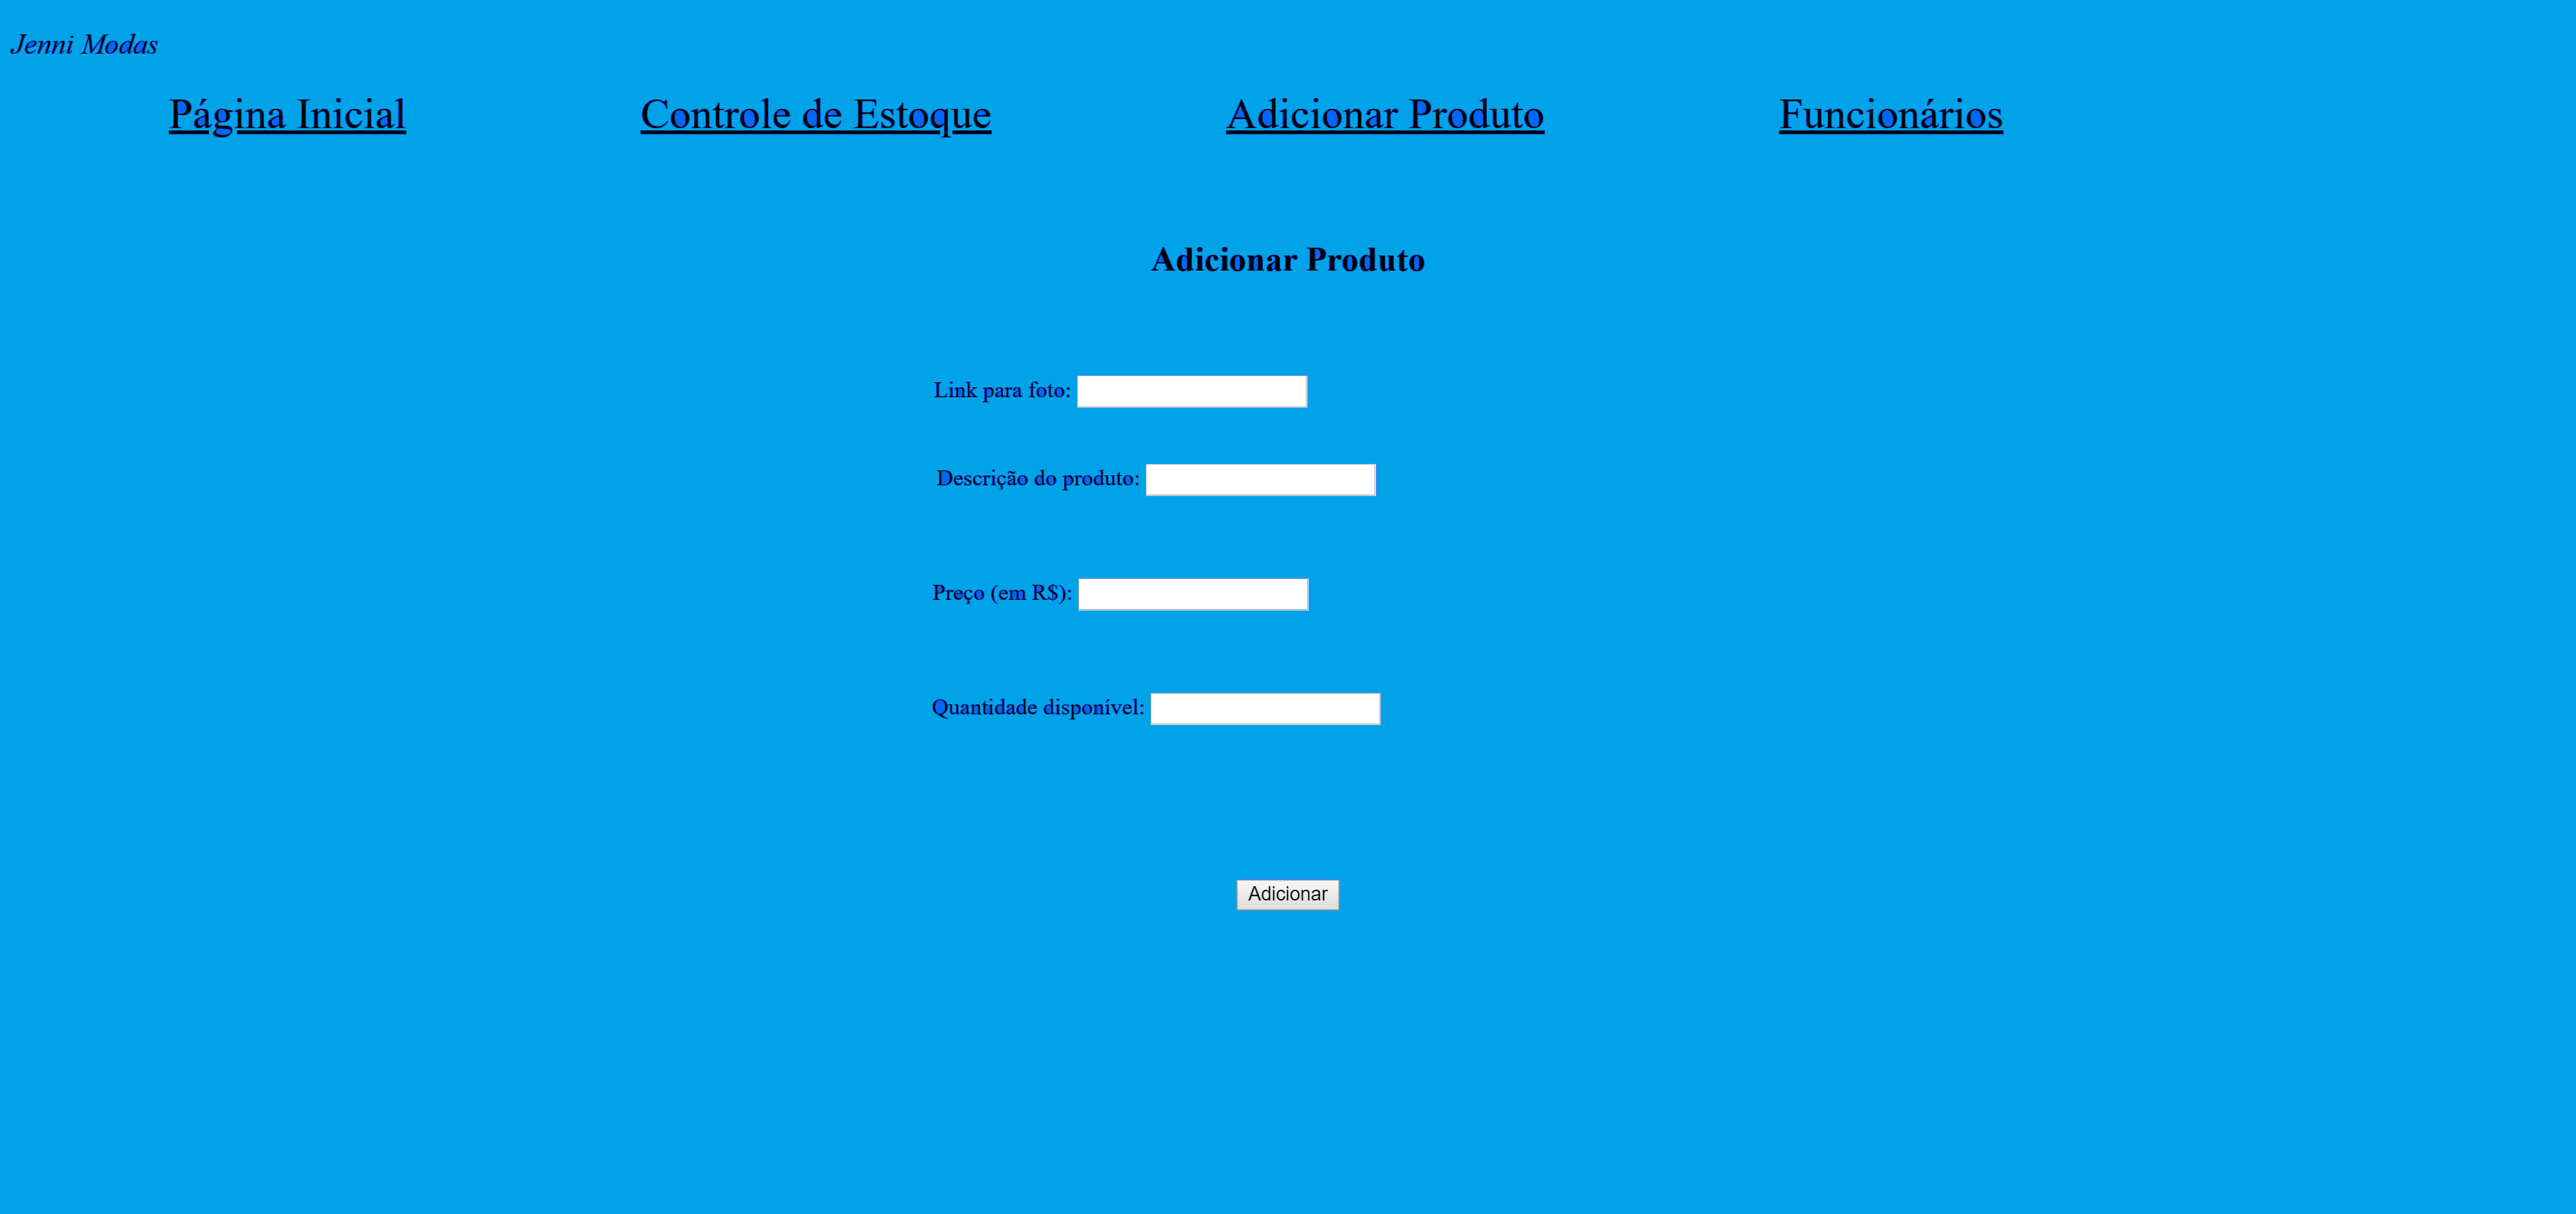 Jenni Modas
Página Inicial Controle de Estoque Adicionar Produto Funcionários
Adicionar Produto
Link para foto:
Descrição do produto:
Preço (em R$):
Quantidade disponível:
Adicionar